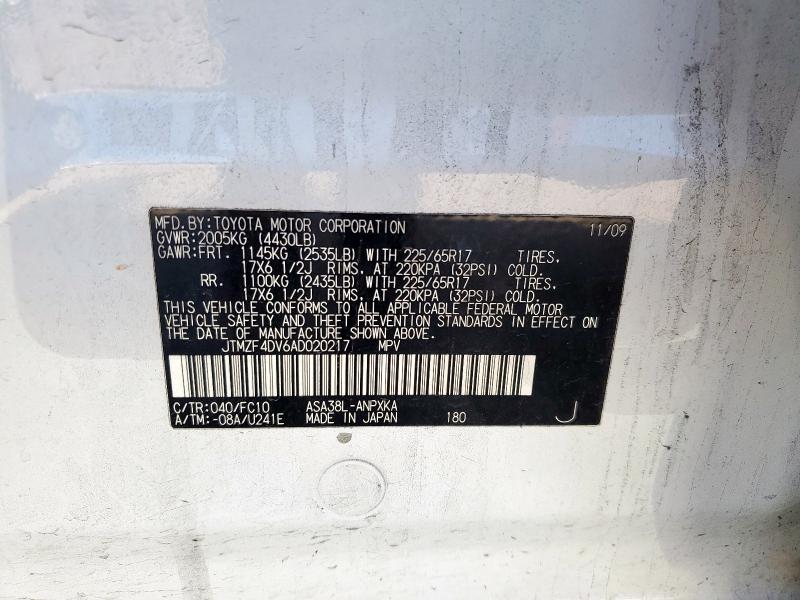 MFD. BY: TOYOTA MOTOR CORPORATION 11/09
GVWR: 2005KG (4430LB)
GAWR: FRT. 1145KG (2535LB) WITH 225/65R17 TIRES.
17X6 1/2J RIMS. AT 220KPA (32PSI) COLD.
RR. 1100KG (2435LB) WITH 225/65R17 TIRES.
17X6 1/2J RIMS. AT 220KPA (32PSI) COLD.
THIS VEHICLE CONFORMS TO ALL APPLICABLE FEDERAL MOTOR
VEHICLE SAFETY AND THEFT PREVENTION STANDARDS IN EFFECT ON
THE DATE OF MANUFACTURE SHOWN ABOVE.
JTMZF4DV6AD020217 MPV
C/TR: 040/FC10 ASA38L-ANPXKA
A/TM: -08A/U241E MADE IN JAPAN 180 J